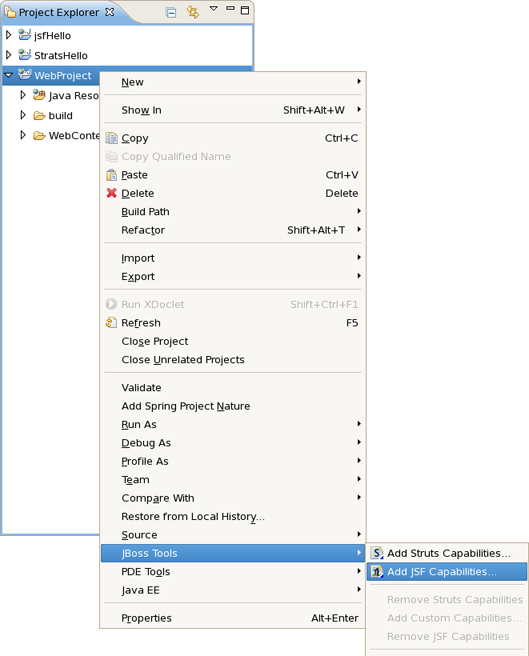 Project Explorer
jsfHello
StratsHello
WebProject
Java Reso
build
WebConte
New
Show In Shift+Alt+W
Copy Ctrl+C
Copy Qualified Name
Paste Ctrl+V
Delete Delete
Build Path
Refactor Shift+Alt+T
Import
Export
Run XDoclet Shift+Ctrl+F1
Refresh F5
Close Project
Close Unrelated Projects
Validate
Add Spring Project Nature
Run As
Debug As
Profile As
Team
Compare With
Restore from Local History...
Source
JBoss Tools
PDE Tools
Java EE
Properties Alt+Enter
Add Struts Capabilities...
Add JSF Capabilities...
Remove Struts Capabilities
Add Custom Capabilities...
Remove JSF Capabilities